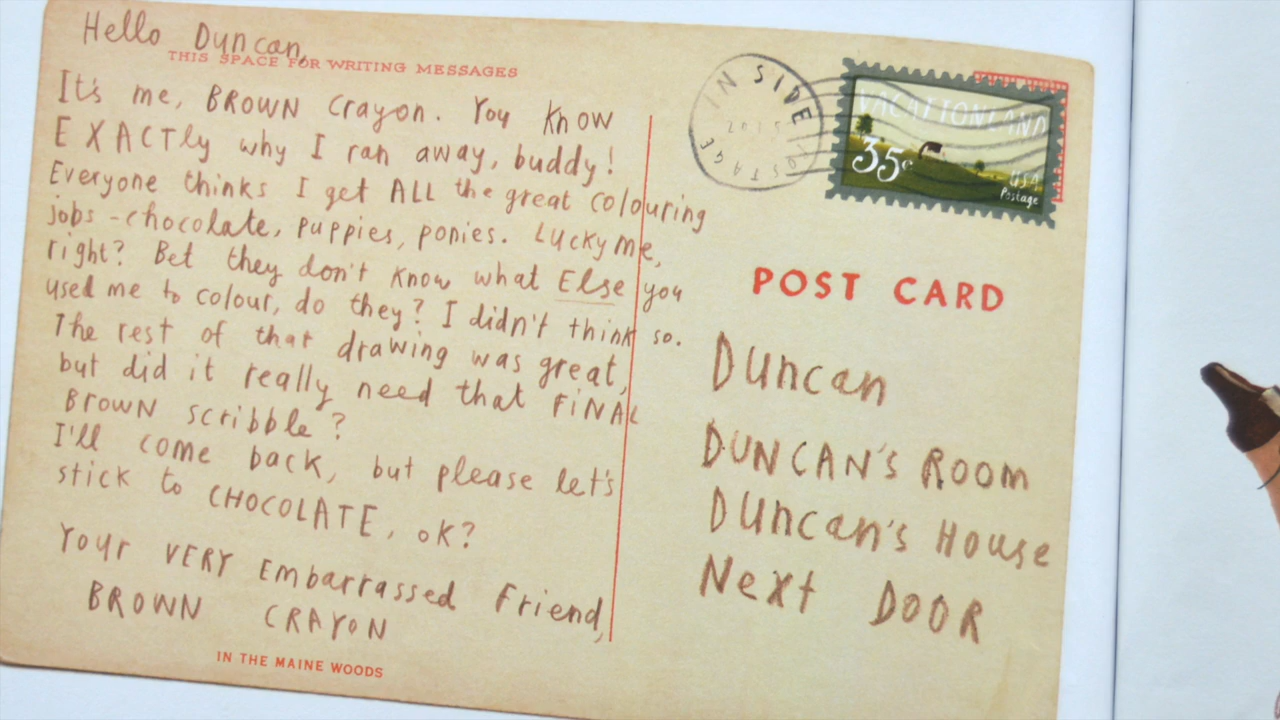 Hello Duncan,
THIS SPACE FOR WRITING MESSAGES
It's me, BROWN Crayon. You Know
EXACTly why I ran away, buddy!
Everyone thinks I get ALL the great colouring
jobs - chocolate, puppies, ponies. Lucky me,
right? Bet they don't know what Else you
used me to colour, do they? I didn't think so.
The rest of that drawing was great,
but did it really need that FiNAL
BROWN scribble?
I'll come back, but please let's
stick to CHOCOLATE, oK?
Your VERY Embarrassed Friend,
BROWN CRAYON
IN THE MAINE WOODS
INSIDE
2015
POSTAGE
VACATIONLAND
35c
USA
Postage
POST CARD
Duncan
DUNCAN'S ROOM
Duncan's House
Next DOOR